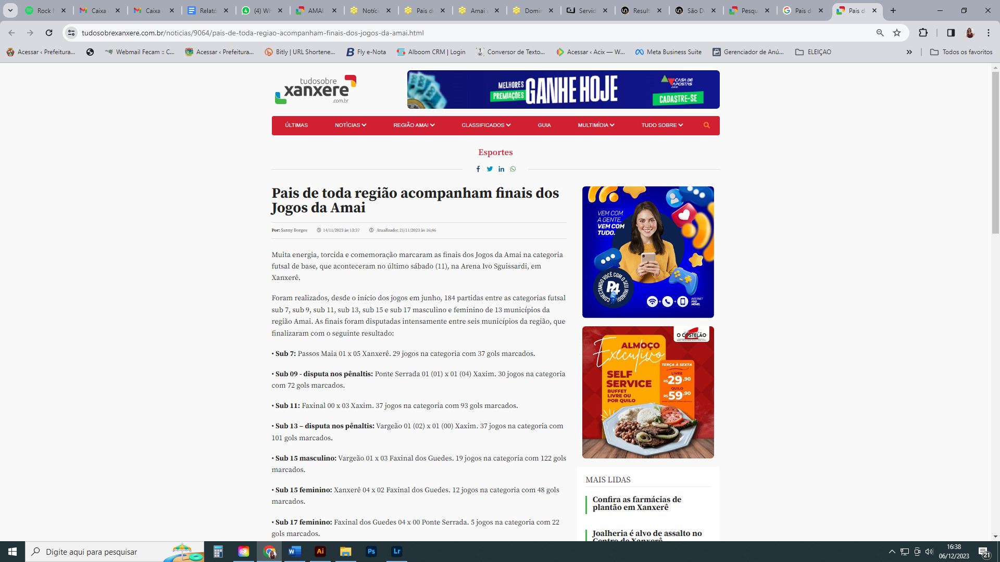 Rock
Caixa
Caixa
Relató
(4) Wh
AMAI
Notíci
Pais de
Amai e
Domin
Servid
Result
São D
Pesqu
Pais d
Pais d
tudosobrexanxere.com.br/noticias/9064/pais-de-toda-regiao-acompanham-finais-dos-jogos-da-amai.html
Acessar ‹ Prefeitura...
Webmail Fecam :: C...
Acessar ‹ Prefeitura...
Bitly | URL Shortene...
Fly e-Nota
Alboom CRM | Login
Conversor de Texto...
Acessar ‹ Acix — W...
Meta Business Suite
Gerenciador de Anú...
ELEIÇAO
Todos os favoritos
tudosobre
xanxere
.com.br
MELHORES
PREMIAÇÕES
GANHE HOJE
CASA DE
APOSTAS
.com
CADASTRE-SE
ÚLTIMAS
NOTÍCIAS
REGIÃO AMAI
CLASSIFICADOS
GUIA
MULTIMÍDIA
TUDO SOBRE
Esportes
Pais de toda região acompanham finais dos
Jogos da Amai
Por: Sanny Borges 14/11/2023 às 13:37 Atualizado: 21/11/2023 às 16:46
Muita energia, torcida e comemoração marcaram as finais dos Jogos da Amai na categoria
futsal de base, que aconteceram no último sábado (11), na Arena Ivo Sguissardi, em
Xanxerê.
Foram realizados, desde o início dos jogos em junho, 184 partidas entre as categorias futsal
sub 7, sub 9, sub 11, sub 13, sub 15 e sub 17 masculino e feminino de 13 municípios da
região Amai. As finais foram disputadas intensamente entre seis municípios da região, que
finalizaram com o seguinte resultado:
• Sub 7: Passos Maia 01 x 05 Xanxerê. 29 jogos na categoria com 37 gols marcados.
• Sub 09 - disputa nos pênaltis: Ponte Serrada 01 (01) x 01 (04) Xaxim. 30 jogos na categoria
com 72 gols marcados.
• Sub 11: Faxinal 00 x 03 Xaxim. 37 jogos na categoria com 93 gols marcados.
• Sub 13 – disputa nos pênaltis: Vargeão 01 (02) x 01 (00) Xaxim. 37 jogos na categoria com
101 gols marcados.
• Sub 15 masculino: Vargeão 01 x 03 Faxinal dos Guedes. 19 jogos na categoria com 122 gols
marcados.
• Sub 15 feminino: Xanxerê 04 x 02 Faxinal dos Guedes. 12 jogos na categoria com 48 gols
marcados.
• Sub 17 feminino: Faxinal dos Guedes 04 x 00 Ponte Serrada. 5 jogos na categoria com 22
gols marcados.
VEM COM
A GENTE,
VEM COM
TUDO.
CONECTANDO VOCÊ COM O SEU MUNDO!
P4
INTERNET
FIXO
MÓVEL
O COSTELÃO
ALMOÇO
Executivo
TERÇA À SEXTA
LIVRE
R$29,90
QUILO
R$59,90
SELF
SERVICE
BUFFET
LIVRE OU
POR QUILO
MAIS LIDAS
Confira as farmácias de
plantão em Xanxerê
Joalheria é alvo de assalto no
Centro de Xanxerê
Digite aqui para pesquisar
Ai
Ps
Lr
16:38
06/12/2023
21